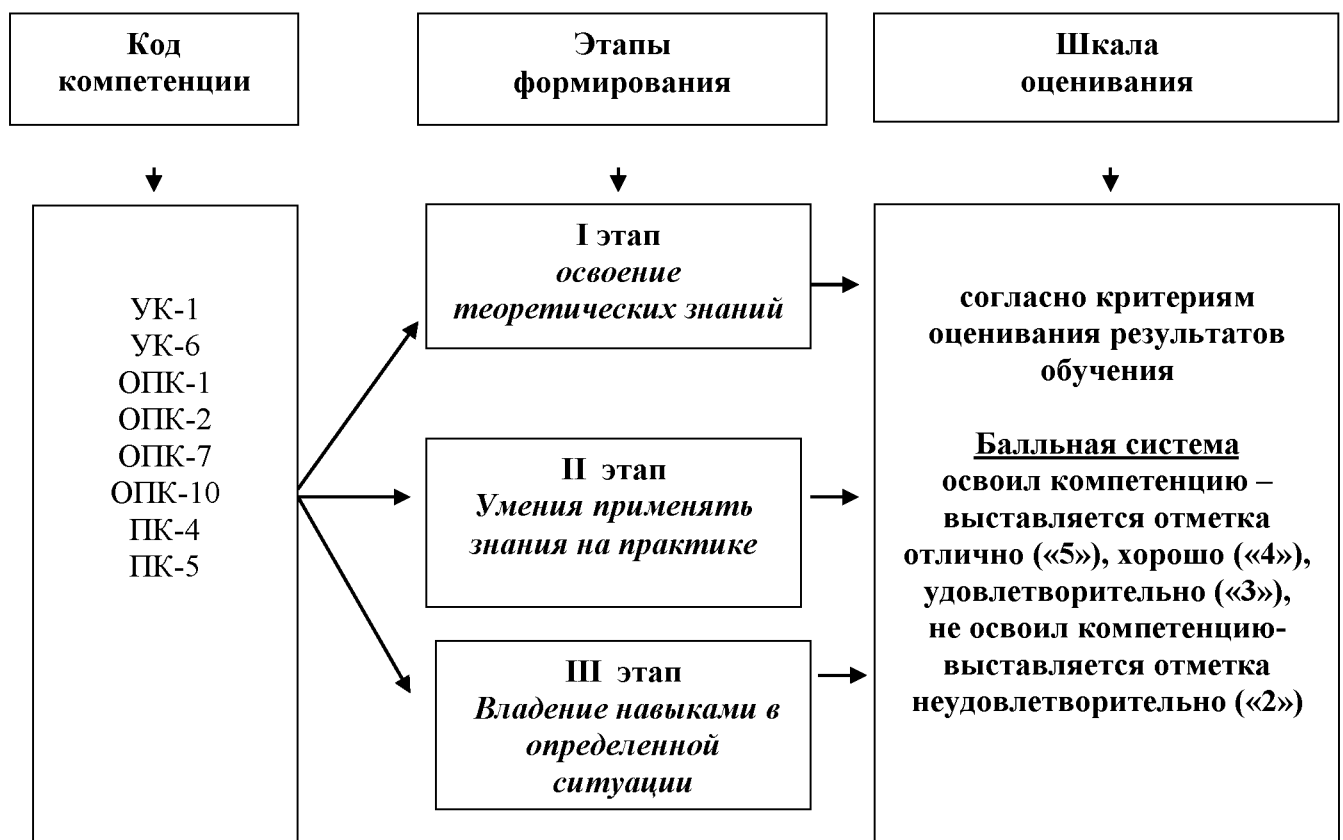 Код
компетенции
Этапы
формирования
Шкала
оценивания
УК-1
УК-6
ОПК-1
ОПК-2
ОПК-7
ОПК-10
ПК-4
ПК-5
I этап
освоение
теоретических знаний
II этап
Умения применять
знания на практике
III этап
Владение навыками в
определенной
ситуации
согласно критериям
оценивания результатов
обучения
Балльная система
освоил компетенцию –
выставляется отметка
отлично («5»), хорошо («4»),
удовлетворительно («3»),
не освоил компетенцию-
выставляется отметка
неудовлетворительно («2»)